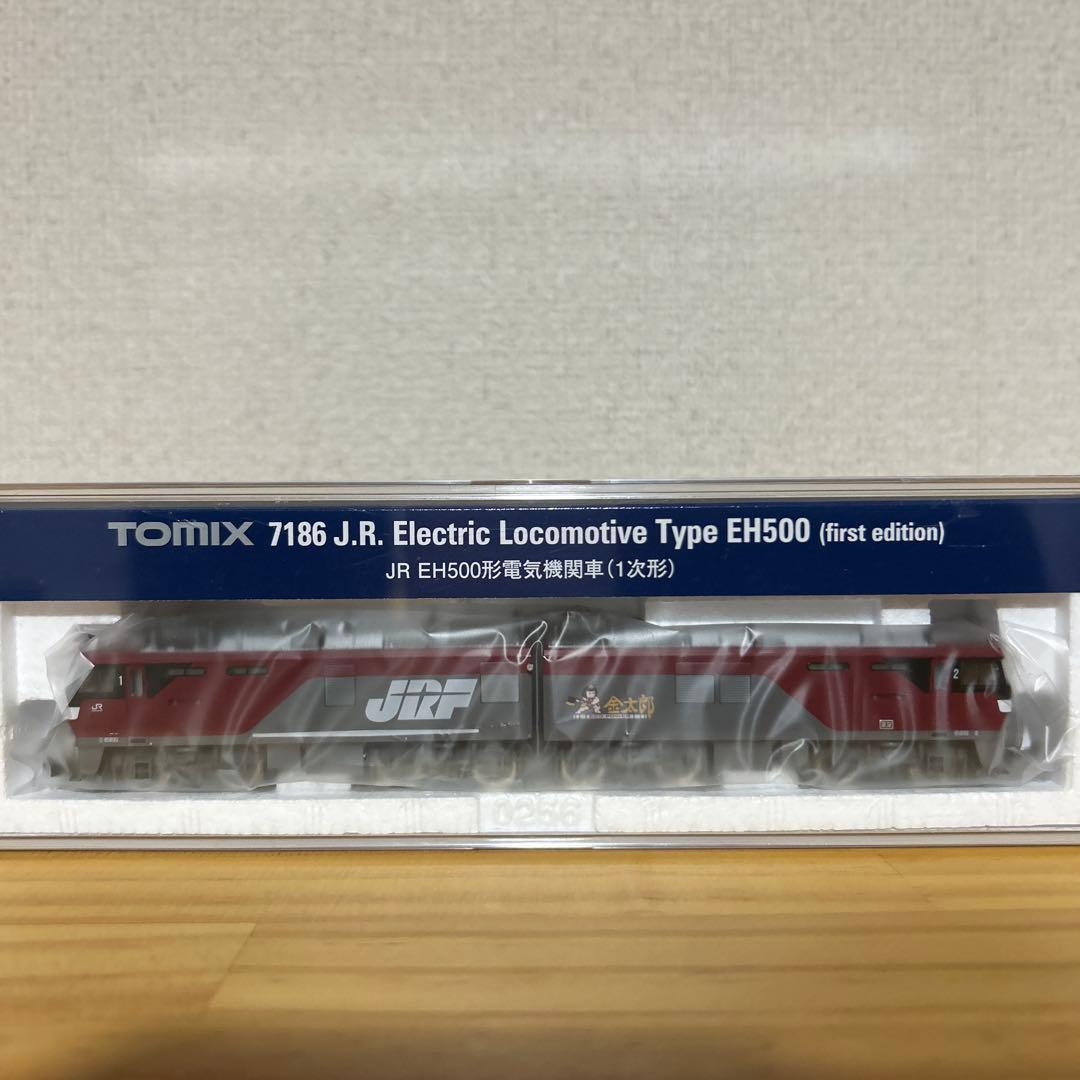 TOMIX 7186 J.R. Electric Locomotive Type EH500 (first edition)
JR EH500形電気機関車(1次形)
1
JRF
金太郎
2
JR
0256